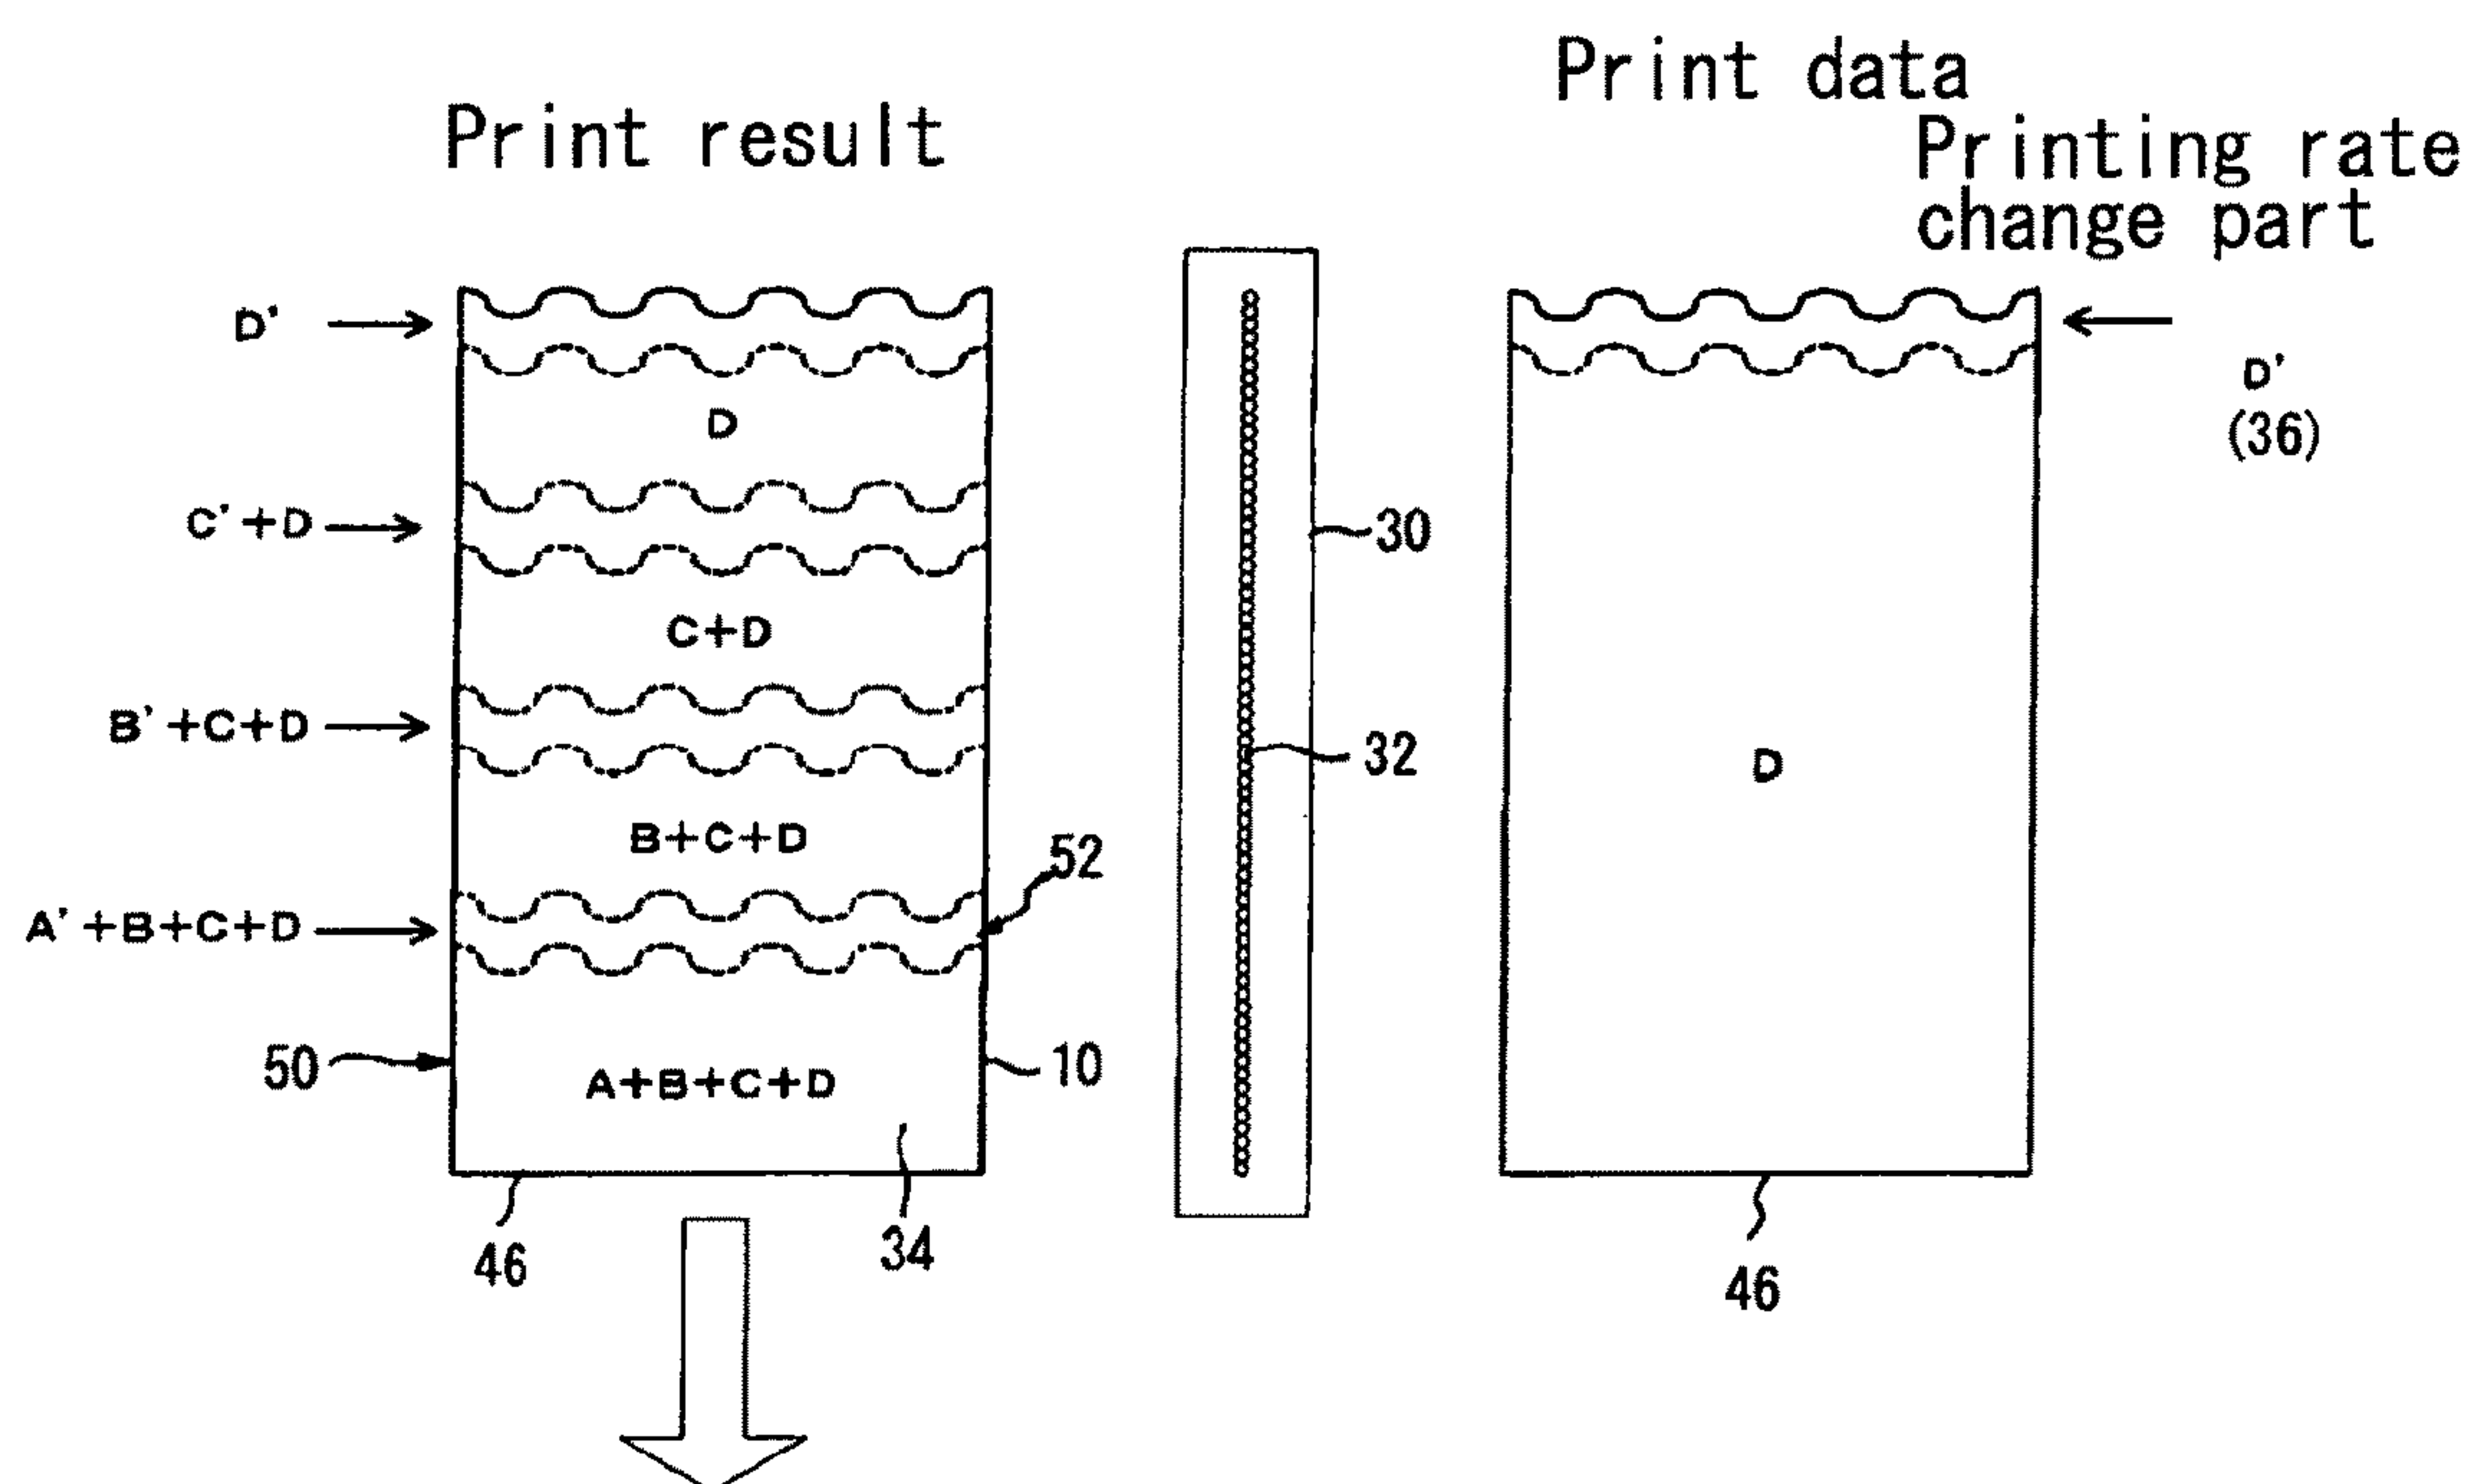 Print data
Print result
Printing rate
change part
D'
D
C'+D
C+D
B'+C+D
B+C+D
A'+B+C+D
A+B+C+D
50
52
10
46
34
30
32
D'
(36)
D
46